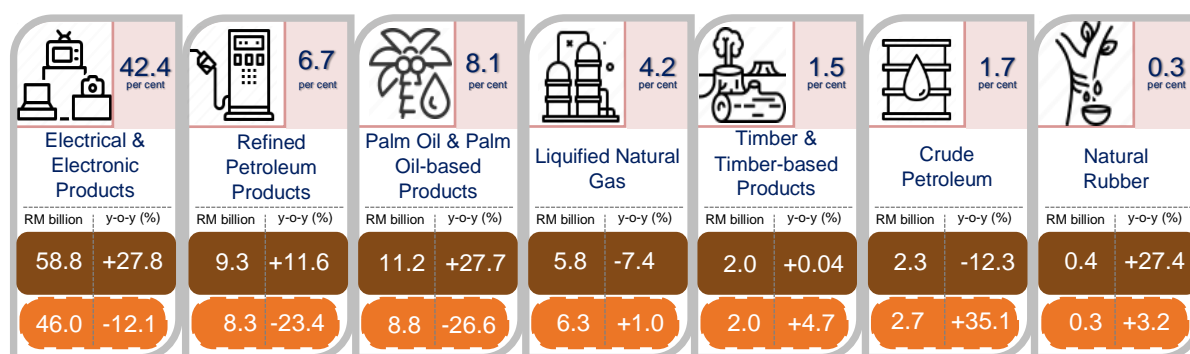 42.4
per cent
Electrical &
Electronic
Products
RM billion y-o-y (%)
58.8 +27.8
46.0 -12.1
6.7
per cent
Refined
Petroleum
Products
RM billion y-o-y (%)
9.3 +11.6
8.3 -23.4
8.1
per cent
Palm Oil & Palm
Oil-based
Products
RM billion y-o-y (%)
11.2 +27.7
8.8 -26.6
4.2
per cent
Liquified Natural
Gas
RM billion y-o-y (%)
5.8 -7.4
6.3 +1.0
1.5
per cent
Timber &
Timber-based
Products
RM billion y-o-y (%)
2.0 +0.04
2.0 +4.7
1.7
per cent
Crude
Petroleum
RM billion y-o-y (%)
2.3 -12.3
2.7 +35.1
0.3
per cent
Natural
Rubber
RM billion y-o-y (%)
0.4 +27.4
0.3 +3.2